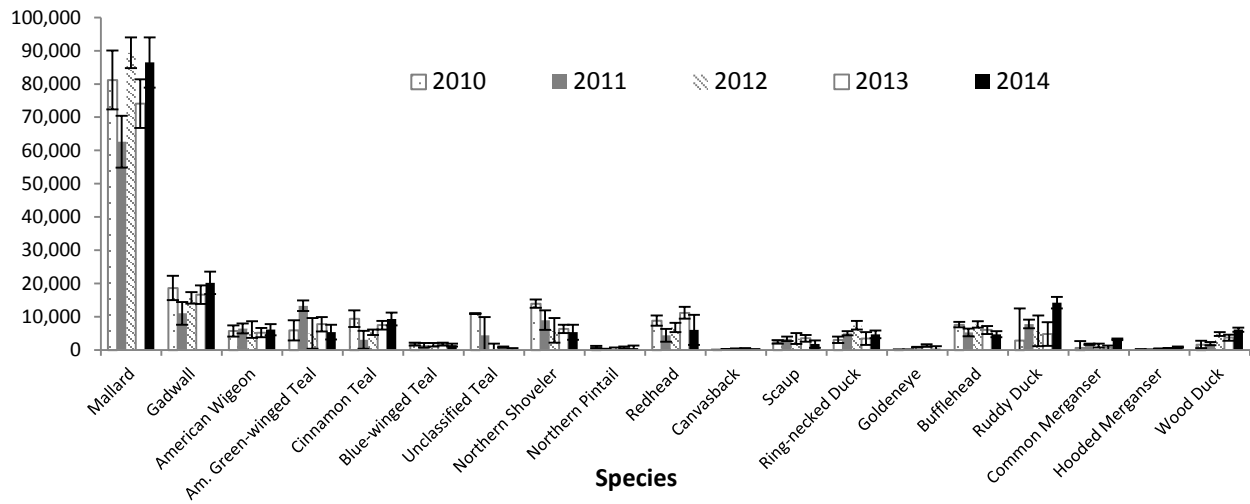 100,000
90,000
80,000
70,000
60,000
50,000
40,000
30,000
20,000
10,000
0
2010 2011 2012 2013 2014
Mallard
Gadwall
American Wigeon
Am. Green-winged Teal
Cinnamon Teal
Blue-winged Teal
Unclassified Teal
Northern Shoveler
Northern Pintail
Redhead
Canvasback
Scaup
Ring-necked Duck
Goldeneye
Bufflehead
Ruddy Duck
Common Merganser
Hooded Merganser
Wood Duck
Species